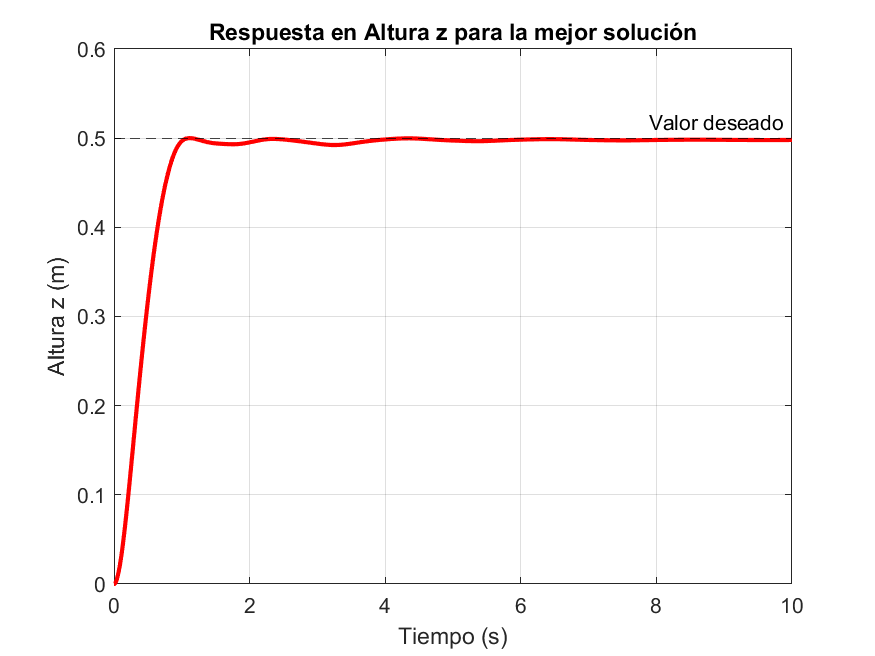 Respuesta en Altura z para la mejor solución
0.6
Valor deseado
0.5
0.4
0.3
0.2
0.1
0
Altura z (m)
0 2 4 6 8 10
Tiempo (s)